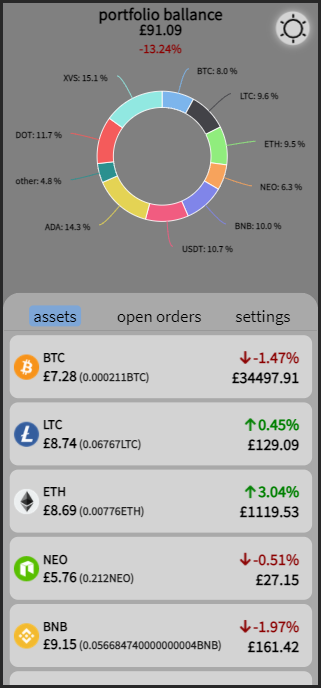 portfolio ballance
£91.09
-13.24%
XVS: 15.1 %
BTC: 8.0 %
LTC: 9.6 %
DOT: 11.7 %
ETH: 9.5 %
other: 4.8 %
NEO: 6.3 %
ADA: 14.3 %
BNB: 10.0 %
USDT: 10.7 %
assets open orders settings
BTC ↓-1.47%
£7.28 (0.000211BTC) £34497.91
LTC ↑0.45%
£8.74 (0.06767LTC) £129.09
ETH ↑3.04%
£8.69 (0.00776ETH) £1119.53
NEO ↓-0.51%
£5.76 (0.212NEO) £27.15
BNB ↓-1.97%
£9.15 (0.056684740000000004BNB) £161.42